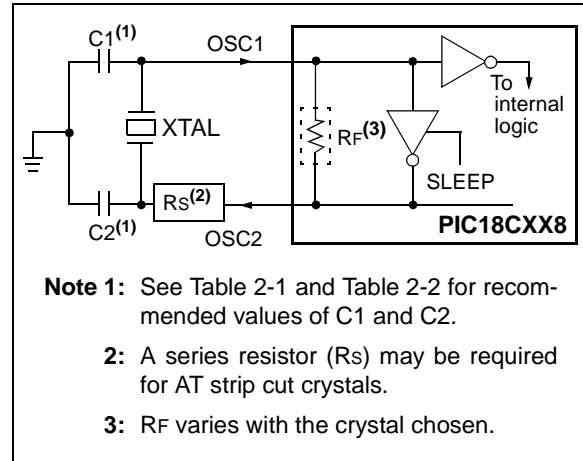 C1(1)
OSC1
To
internal
logic
XTAL
RF(3)
SLEEP
RS(2)
C2(1)
OSC2
PIC18CXX8
Note 1: See Table 2-1 and Table 2-2 for recom-
mended values of C1 and C2.
2: A series resistor (RS) may be required
for AT strip cut crystals.
3: RF varies with the crystal chosen.